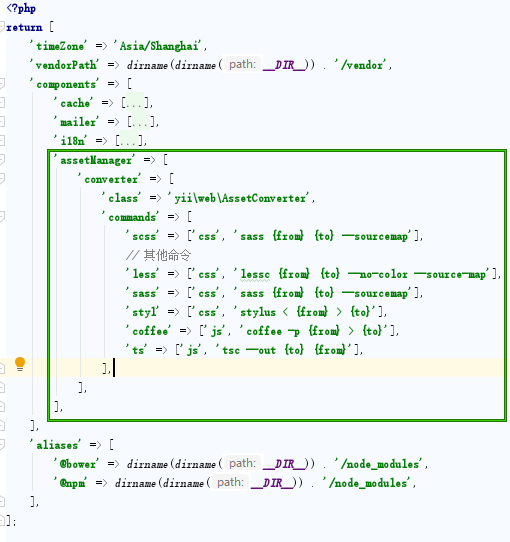 <?php
return [
'timeZone' => 'Asia/Shanghai',
'vendorPath' => dirname(dirname( path: __DIR__)) . '/vendor',
'components' => [
'cache' => [...],
'mailer' => [...],
'i18n' => [...],
'assetManager' => [
'converter' => [
'class' => 'yii\web\AssetConverter',
'commands' => [
'scss' => ['css', 'sass {from} {to} --sourcemap'],
// 其他命令
'less' => ['css', 'lessc {from} {to} --no-color --source-map'],
'sass' => ['css', 'sass {from} {to} --sourcemap'],
'styl' => ['css', 'stylus < {from} > {to}'],
'coffee' => ['js', 'coffee -p {from} > {to}'],
'ts' => ['js', 'tsc --out {to} {from}'],
],
],
],
],
'aliases' => [
'@bower' => dirname(dirname( path: __DIR__)) . '/node_modules',
'@npm' => dirname(dirname( path: __DIR__)) . '/node_modules',
],
];